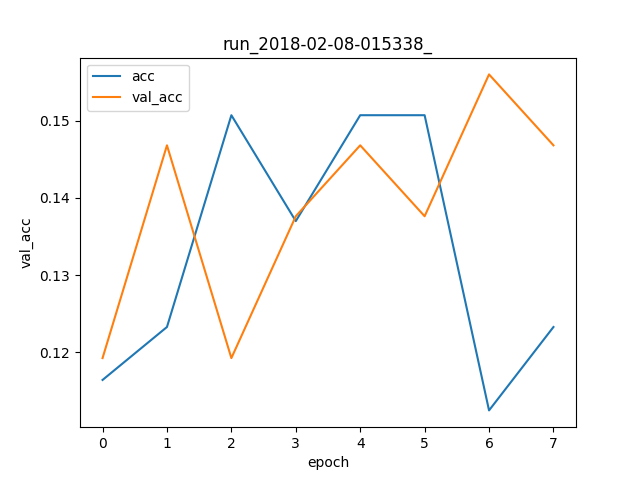 run_2018-02-08-015338_
acc
val_acc
0.15
0.14
0.13
0.12
val_acc
0 1 2 3 4 5 6 7
epoch